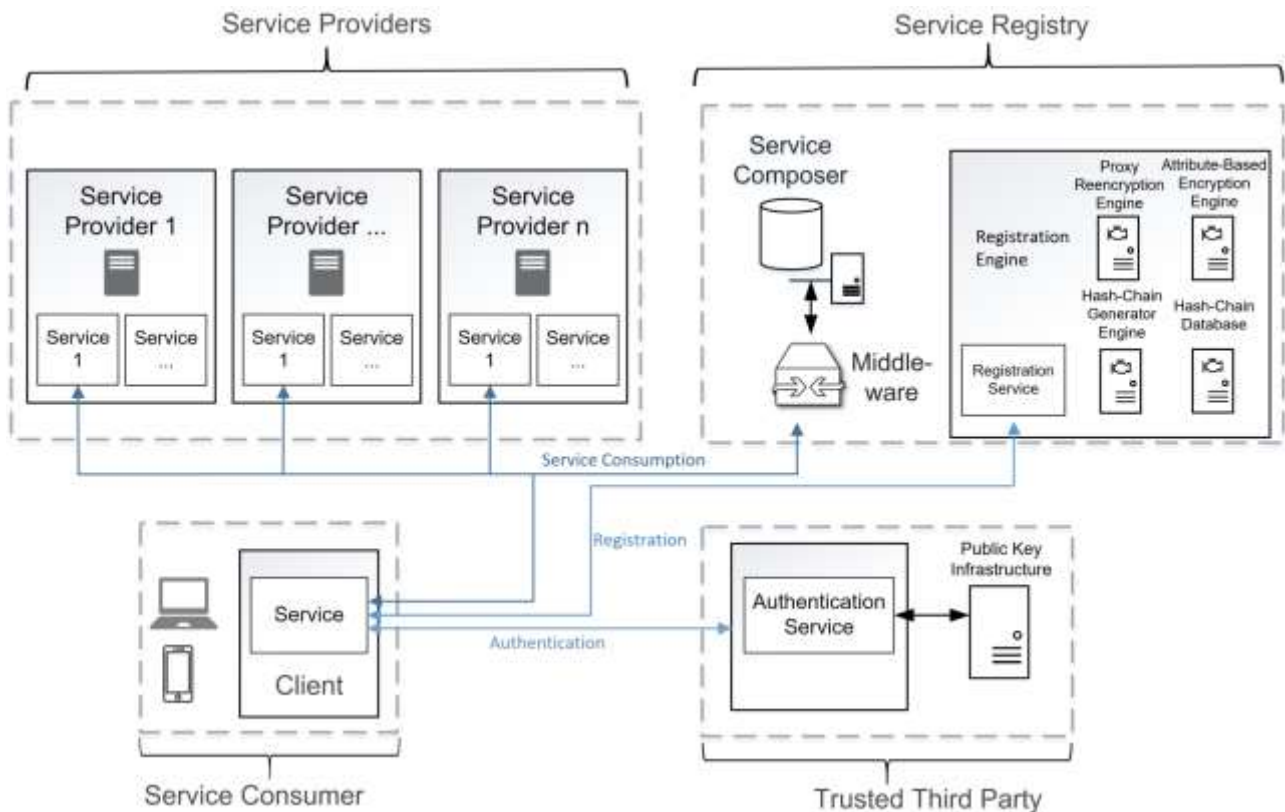 Service Providers
Service Registry
Service
Provider 1
Service
Provider ...
Service
Provider n
Service
1
Service
...
Service
1
Service
...
Service
1
Service
...
Service
Composer
Middle-
ware
Registration
Engine
Proxy
Reencryption
Engine
Attribute-Based
Encryption
Engine
Hash-Chain
Generator
Engine
Hash-Chain
Database
Registration
Service
Service Consumption
Registration
Authentication
Service
Client
Authentication
Service
Public Key
Infrastructure
Service Consumer
Trusted Third Party